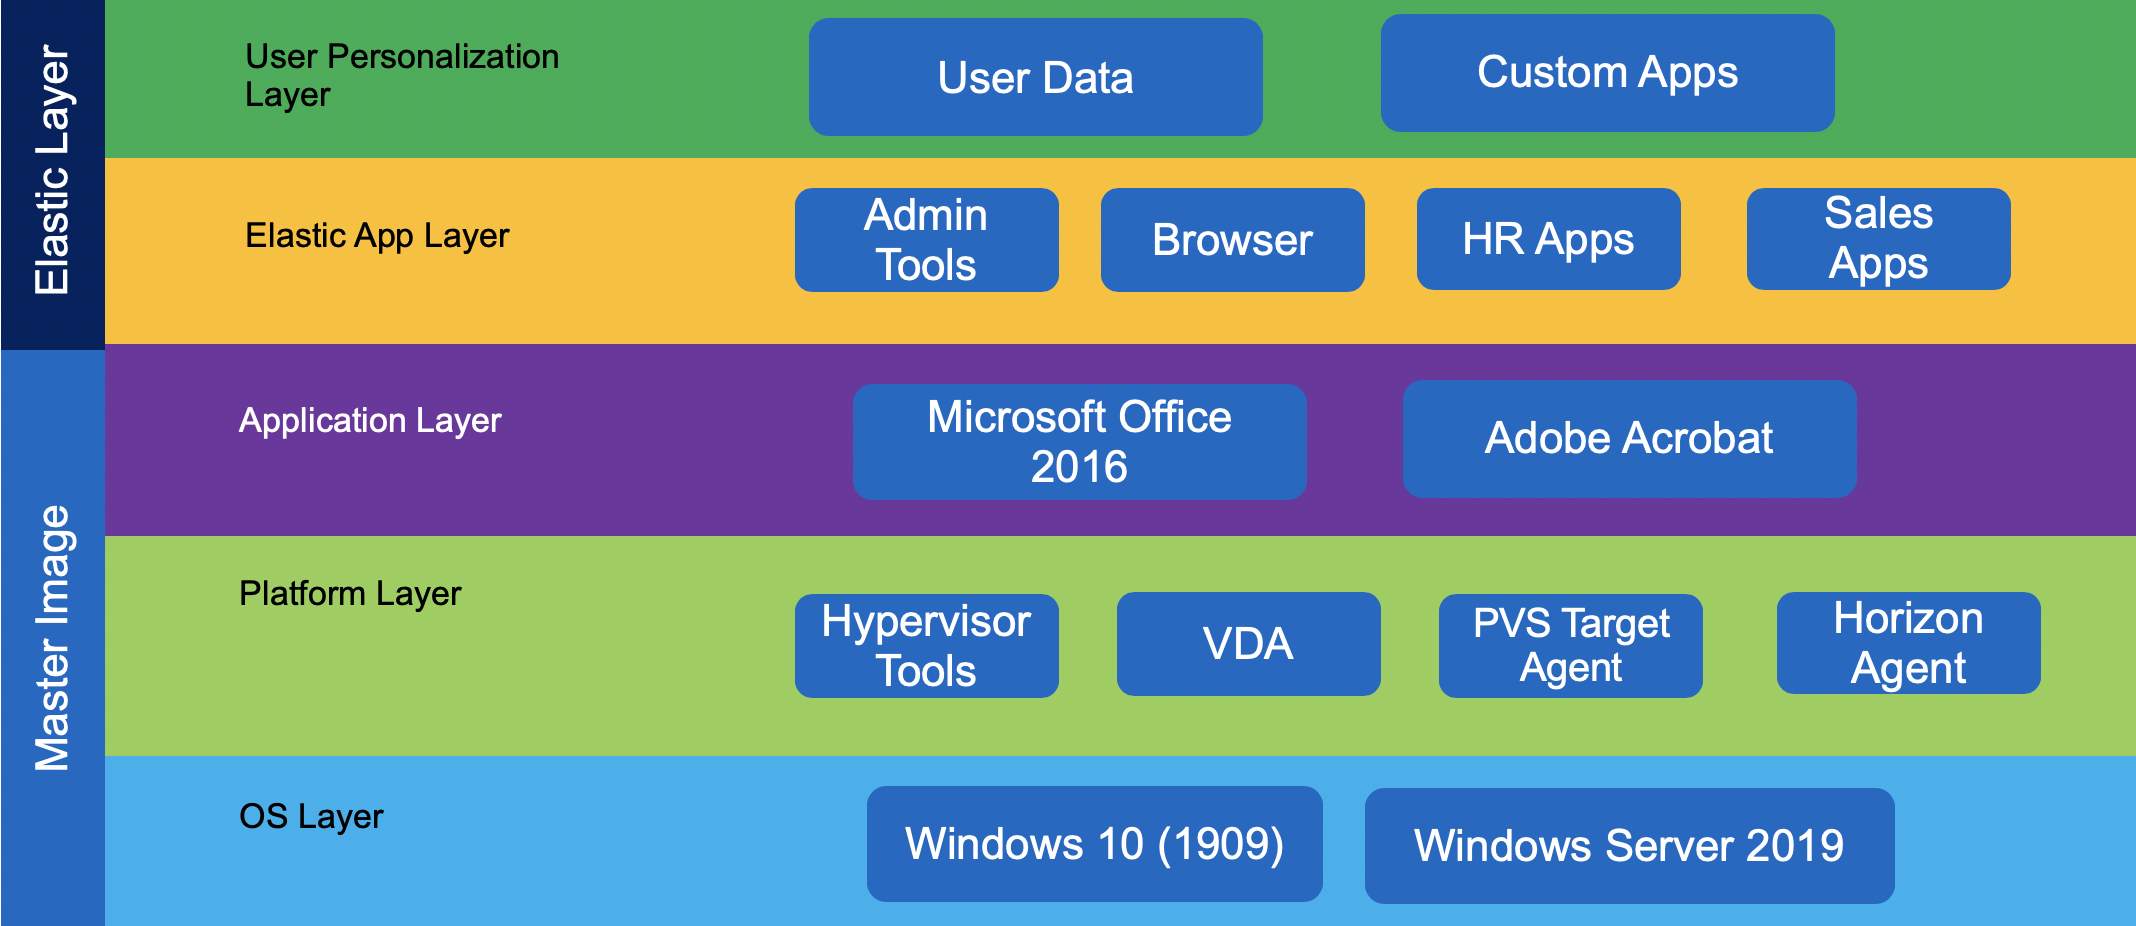 Elastic Layer
User Personalization
Layer
User Data
Custom Apps
Elastic App Layer
Admin
Tools
Browser
HR Apps
Sales
Apps
Master Image
Application Layer
Microsoft Office
2016
Adobe Acrobat
Platform Layer
Hypervisor
Tools
VDA
PVS Target
Agent
Horizon
Agent
OS Layer
Windows 10 (1909)
Windows Server 2019